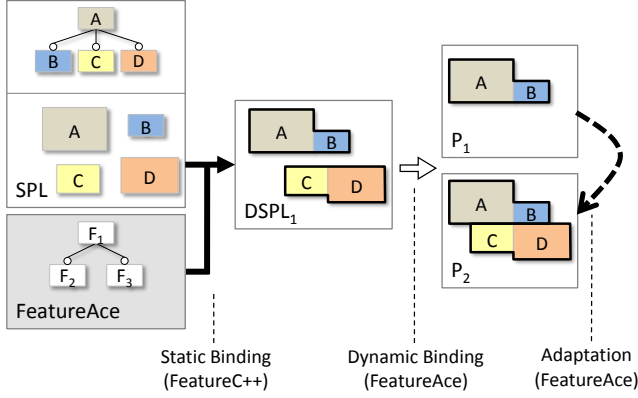 A
B C D
A
B
C
D
SPL
F1
F2 F3
FeatureAce
A
B
C D
DSPL1
A
B
P1
A
B
C D
P2
Static Binding
(FeatureC++)
Dynamic Binding
(FeatureAce)
Adaptation
(FeatureAce)